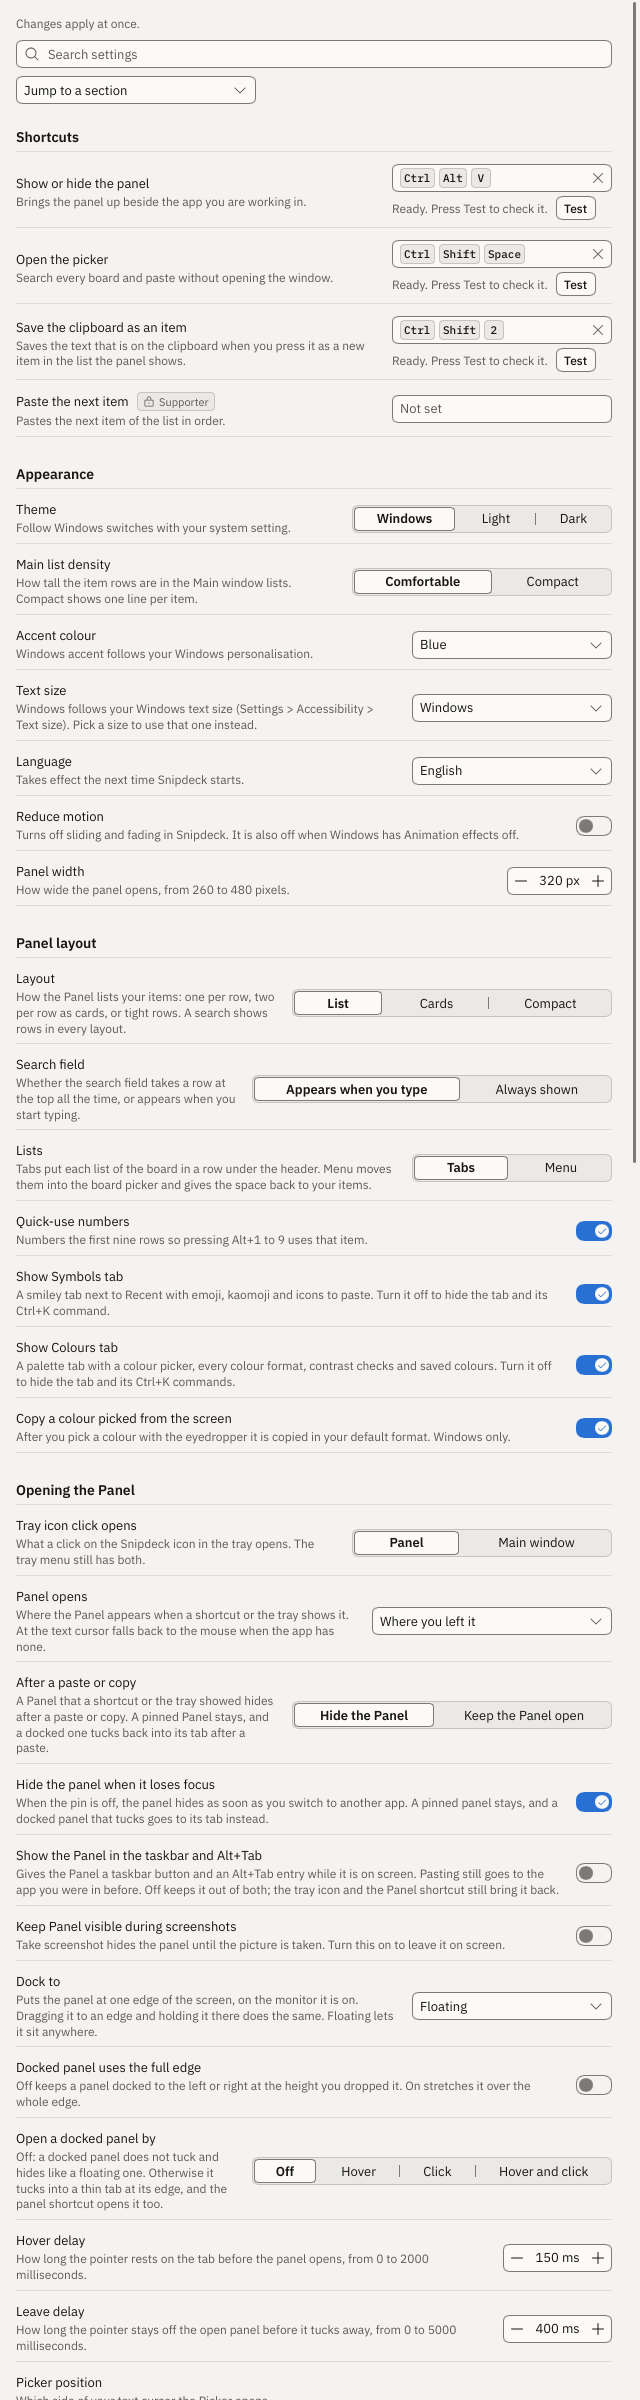 Changes apply at once.
Search settings
Jump to a section
Shortcuts
Show or hide the panel
Brings the panel up beside the app you are working in.
Ctrl Alt V
Ready. Press Test to check it. Test
Open the picker
Search every board and paste without opening the window.
Ctrl Shift Space
Ready. Press Test to check it. Test
Save the clipboard as an item
Saves the text that is on the clipboard when you press it as a new
item in the list the panel shows.
Ctrl Shift 2
Ready. Press Test to check it. Test
Paste the next item Supporter
Pastes the next item of the list in order.
Not set
Appearance
Theme
Follow Windows switches with your system setting.
Windows Light Dark
Main list density
How tall the item rows are in the Main window lists.
Compact shows one line per item.
Comfortable Compact
Accent colour
Windows accent follows your Windows personalisation.
Blue
Text size
Windows follows your Windows text size (Settings > Accessibility >
Text size). Pick a size to use that one instead.
Windows
Language
Takes effect the next time Snipdeck starts.
English
Reduce motion
Turns off sliding and fading in Snipdeck. It is also off when Windows has Animation effects off.
Panel width
How wide the panel opens, from 260 to 480 pixels.
320 px
Panel layout
Layout
How the Panel lists your items: one per row, two
per row as cards, or tight rows. A search shows
rows in every layout.
List Cards Compact
Search field
Whether the search field takes a row at
the top all the time, or appears when you
start typing.
Appears when you type Always shown
Lists
Tabs put each list of the board in a row under the header. Menu moves
them into the board picker and gives the space back to your items.
Tabs Menu
Quick-use numbers
Numbers the first nine rows so pressing Alt+1 to 9 uses that item.
Show Symbols tab
A smiley tab next to Recent with emoji, kaomoji and icons to paste. Turn it off to hide the tab and its
Ctrl+K command.
Show Colours tab
A palette tab with a colour picker, every colour format, contrast checks and saved colours. Turn it off
to hide the tab and its Ctrl+K commands.
Copy a colour picked from the screen
After you pick a colour with the eyedropper it is copied in your default format. Windows only.
Opening the Panel
Tray icon click opens
What a click on the Snipdeck icon in the tray opens. The
tray menu still has both.
Panel Main window
Panel opens
Where the Panel appears when a shortcut or the tray shows it.
At the text cursor falls back to the mouse when the app has
none.
Where you left it
After a paste or copy
A Panel that a shortcut or the tray showed hides
after a paste or copy. A pinned Panel stays, and
a docked one tucks back into its tab after a
paste.
Hide the Panel Keep the Panel open
Hide the panel when it loses focus
When the pin is off, the panel hides as soon as you switch to another app. A pinned panel stays, and a
docked panel that tucks goes to its tab instead.
Show the Panel in the taskbar and Alt+Tab
Gives the Panel a taskbar button and an Alt+Tab entry while it is on screen. Pasting still goes to the
app you were in before. Off keeps it out of both; the tray icon and the Panel shortcut still bring it back.
Keep Panel visible during screenshots
Take screenshot hides the panel until the picture is taken. Turn this on to leave it on screen.
Dock to
Puts the panel at one edge of the screen, on the monitor it is on.
Dragging it to an edge and holding it there does the same. Floating lets
it sit anywhere.
Floating
Docked panel uses the full edge
Off keeps a panel docked to the left or right at the height you dropped it. On stretches it over the
whole edge.
Open a docked panel by
Off: a docked panel does not tuck and
hides like a floating one. Otherwise it
tucks into a thin tab at its edge, and the
panel shortcut opens it too.
Off Hover Click Hover and click
Hover delay
How long the pointer rests on the tab before the panel opens, from 0 to 2000
milliseconds.
150 ms
Leave delay
How long the pointer stays off the open panel before it tucks away, from 0 to 5000
milliseconds.
400 ms
Picker position